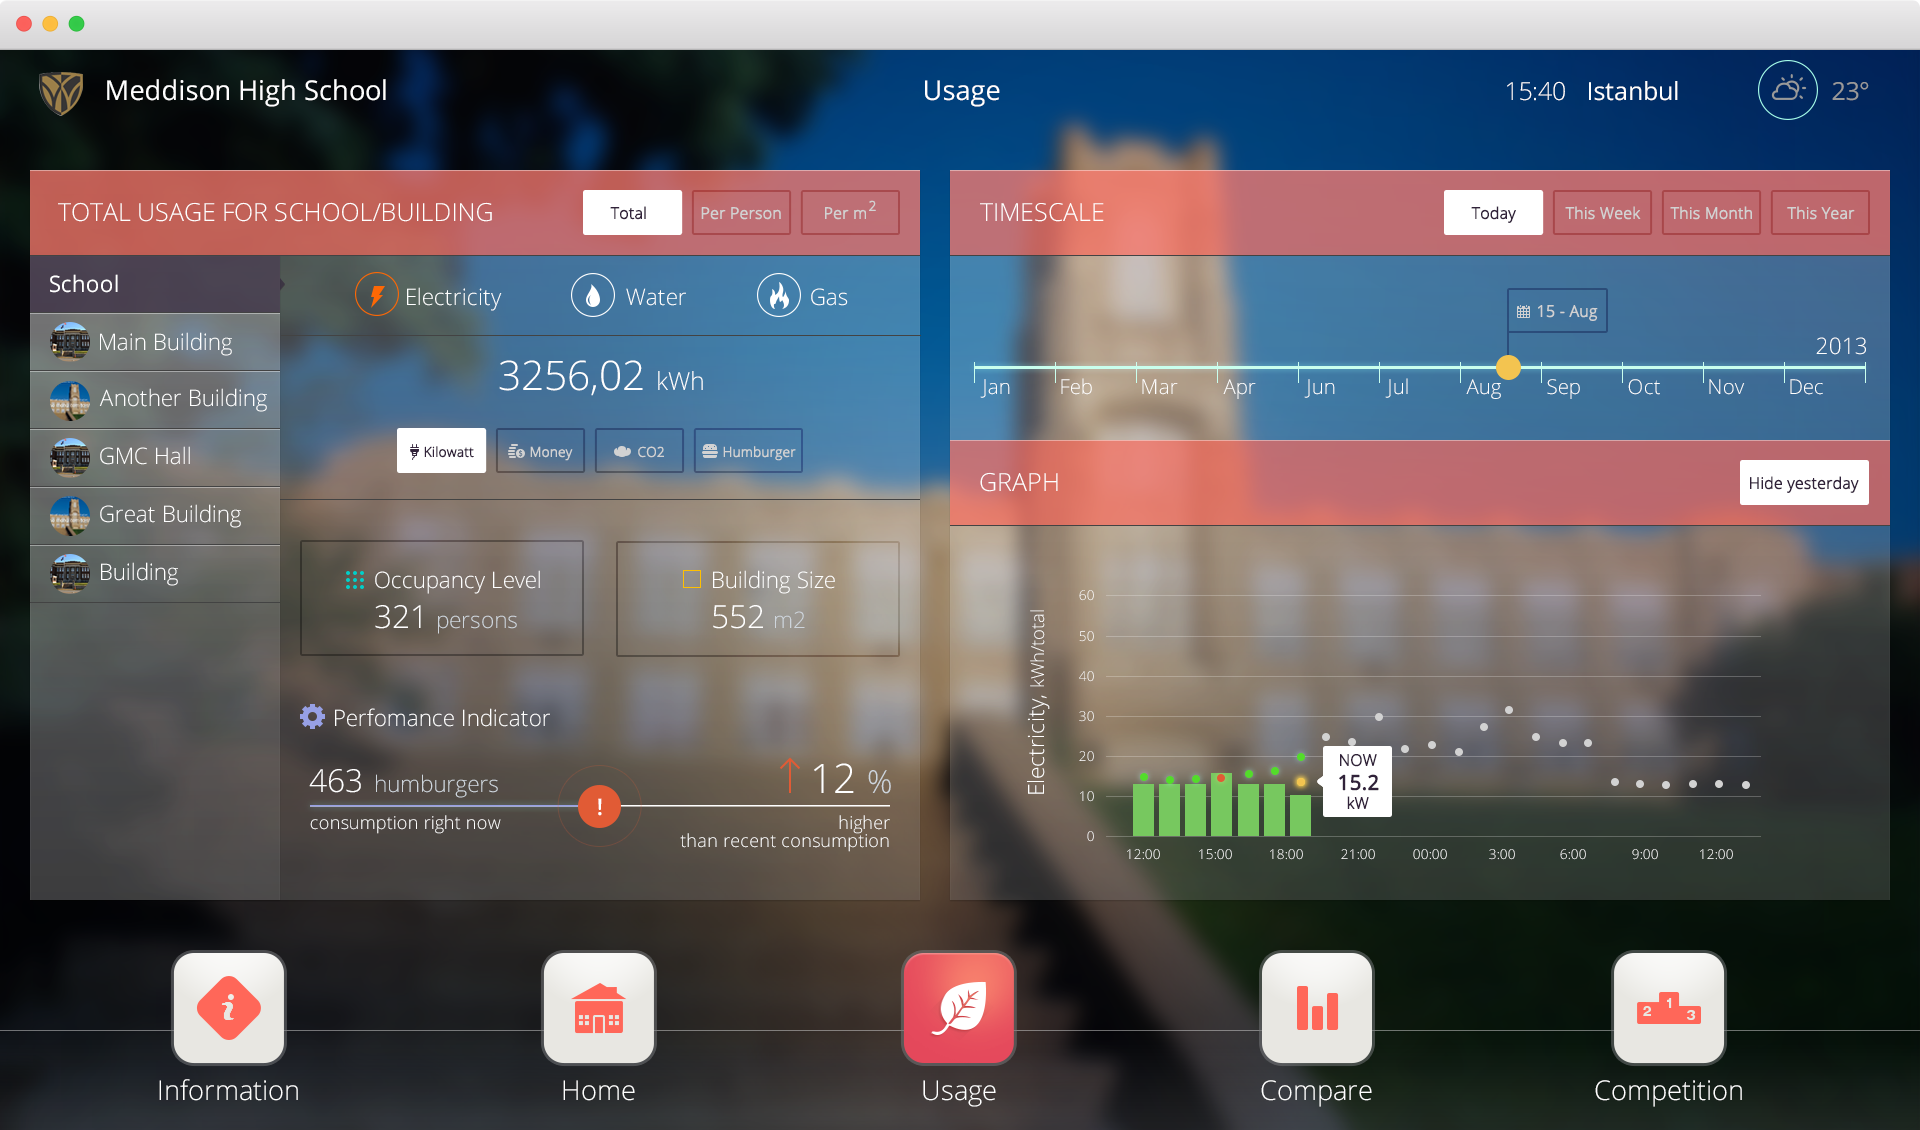 Meddison High School
Usage
15:40 Istanbul
23°
TOTAL USAGE FOR SCHOOL/BUILDING
Total
Per Person
Per m2
School
Main Building
Another Building
GMC Hall
Great Building
Building
Electricity
Water
Gas
3256,02 kWh
Kilowatt
Money
CO2
Humburger
Occupancy Level
321 persons
Building Size
552 m2
Perfomance Indicator
463 humburgers
consumption right now
!
12 %
higher
than recent consumption
TIMESCALE
Today
This Week
This Month
This Year
15 - Aug
2013
Jan Feb Mar Apr Jun Jul Aug Sep Oct Nov Dec
GRAPH
Hide yesterday
Electricity, kWh/total
60
50
40
30
20
10
0
NOW
15.2
kW
12:00 15:00 18:00 21:00 00:00 3:00 6:00 9:00 12:00
i
2 1 3
Information
Home
Usage
Compare
Competition